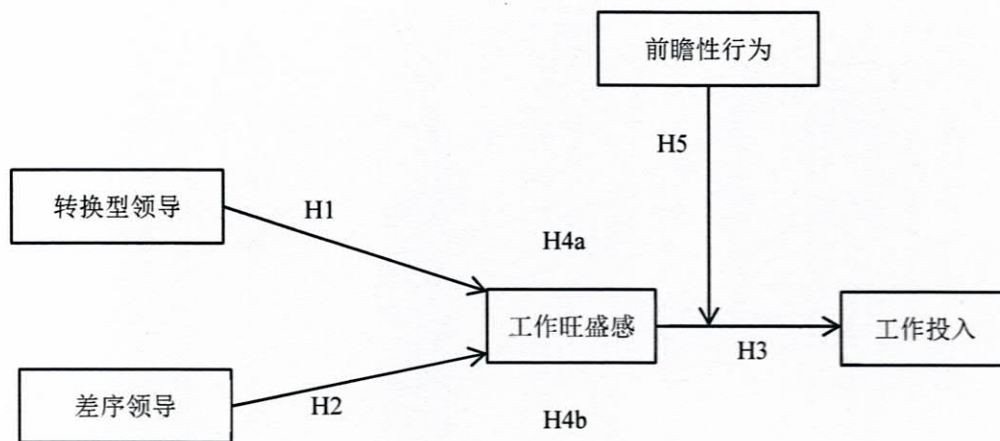 前瞻性行为
H5
转换型领导
H1
H4a
工作旺盛感
工作投入
H3
差序领导
H2
H4b